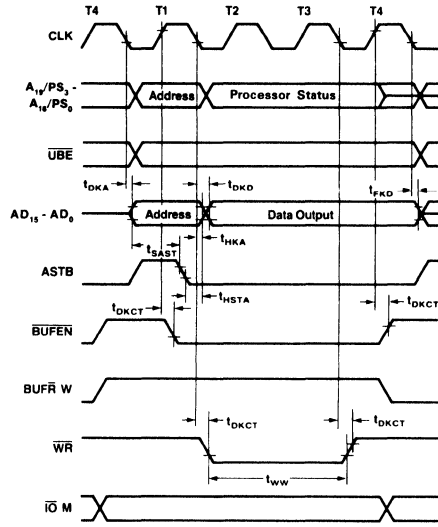 T4 T1 T2 T3 T4
CLK
A19/PS3 -
A16/PS0
Address Processor Status
UBE
tDKA tDKD tFKD
AD15 - AD0 Address Data Output
tSAST tHKA
ASTB
tDKCT tHSTA tDKCT
BUFEN
BUFR W
tDKCT tDKCT
WR
tWW
IO M